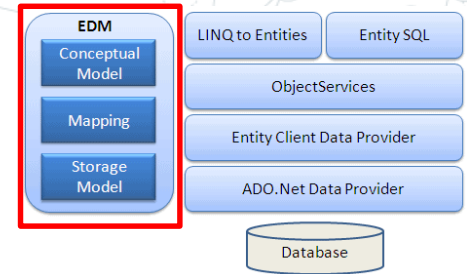 EDM
Conceptual
Model
Mapping
Storage
Model
LINQ to Entities
Entity SQL
ObjectServices
Entity Client Data Provider
ADO.Net Data Provider
Database